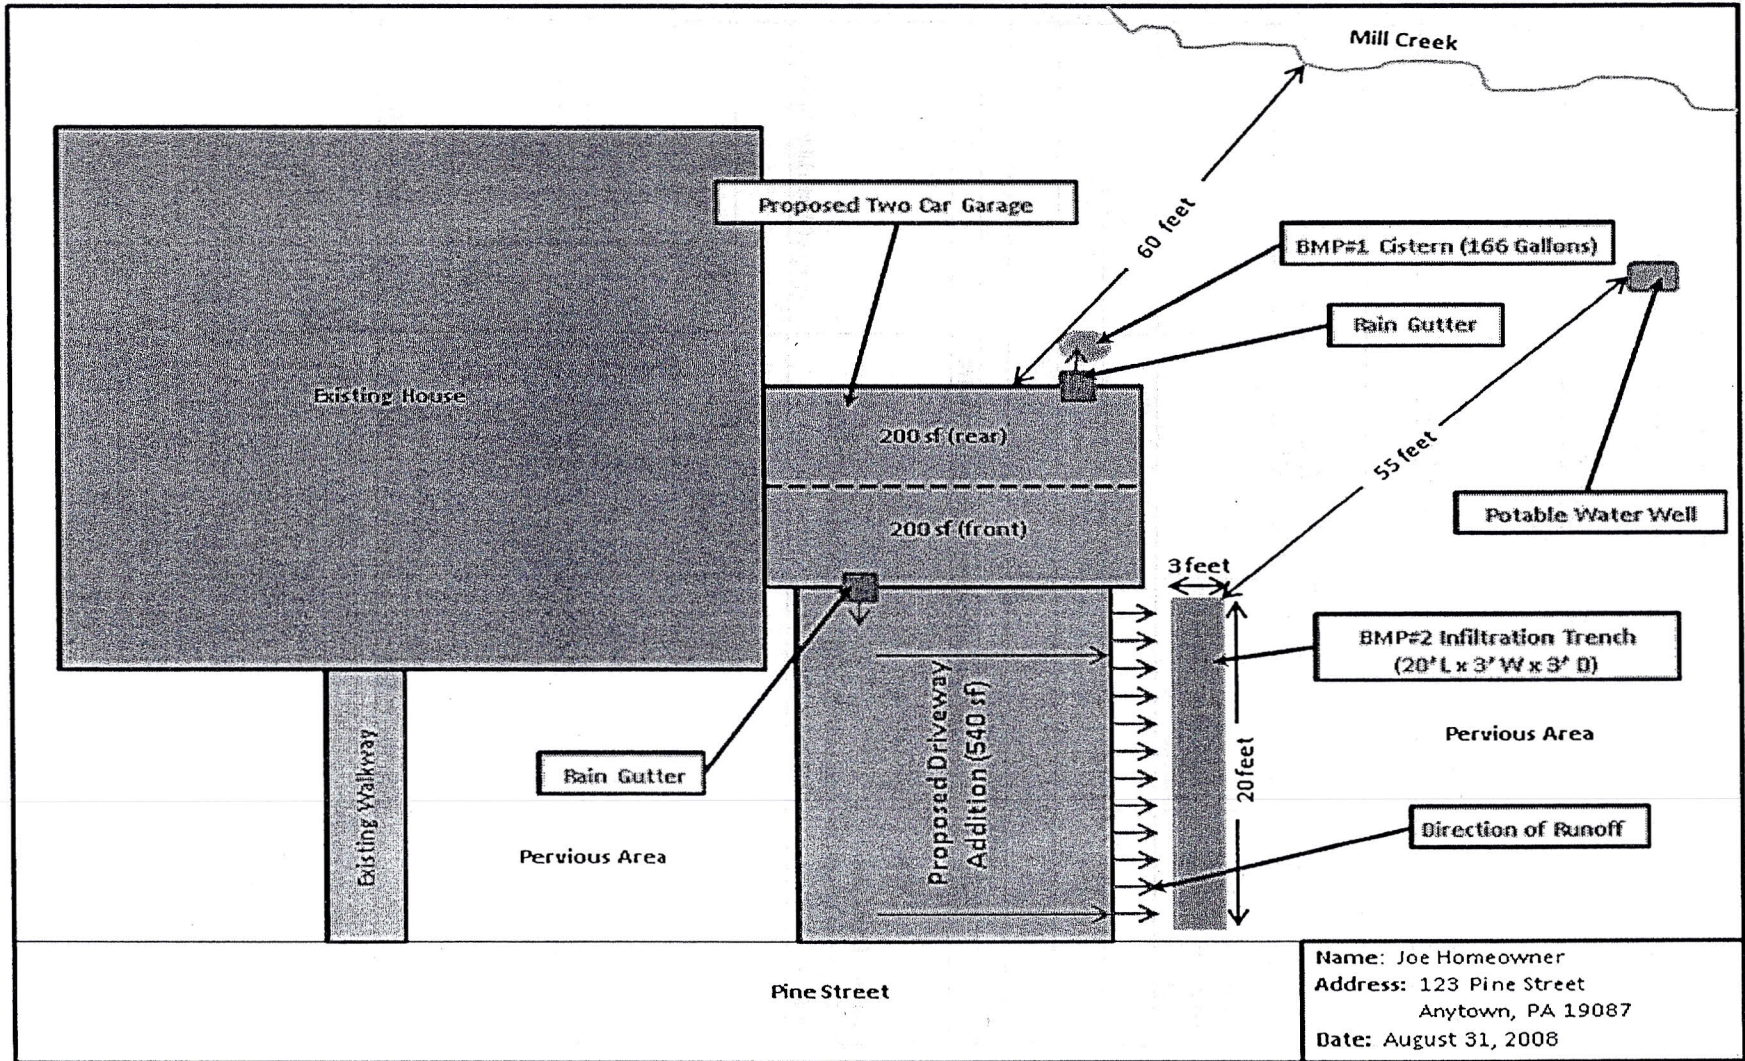 Mill Creek
Proposed Two Car Garage
60 feet
BMP#1 Cistern (166 Gallons)
Rain Gutter
Existing House
200 sf (rear)
55 feet
Potable Water Well
200 sf (front)
3 feet
BMP#2 Infiltration Trench
(20' L x 3' W x 3' D)
Proposed Driveway
Addition (540 sf)
20 feet
Pervious Area
Rain Gutter
Existing Walkway
Direction of Runoff
Pervious Area
Pine Street
Name: Joe Homeowner
Address: 123 Pine Street
Anytown, PA 19087
Date: August 31, 2008